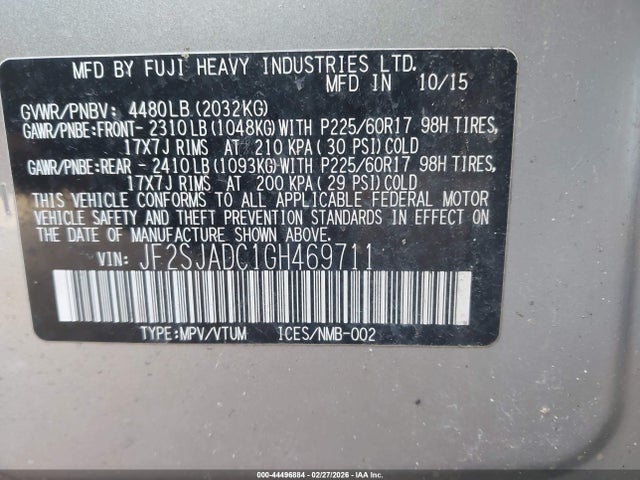 MFD BY FUJI HEAVY INDUSTRIES LTD.
MFD IN 10/15
GVWR/PNBV: 4480LB (2032KG)
GAWR/PNBE:FRONT- 2310LB (1048KG)WITH P225/60R17 98H TIRES,
17X7J RIMS AT 210 KPA ( 30 PSI) COLD
GAWR/PNBE:REAR - 2410LB (1093KG)WITH P225/60R17 98H TIRES,
17X7J RIMS AT 200 KPA ( 29 PSI) COLD
THIS VEHICLE CONFORMS TO ALL APPLICABLE FEDERAL MOTOR
VEHICLE SAFETY AND THEFT PREVENTION STANDARDS IN EFFECT ON
THE DATE OF MANUFACTURE SHOWN ABOVE.
VIN: JF2SJADC1GH469711
TYPE:MPV/VTUM ICES/NMB-002
000-44496884 - 02/27/2026 - IAA, Inc.